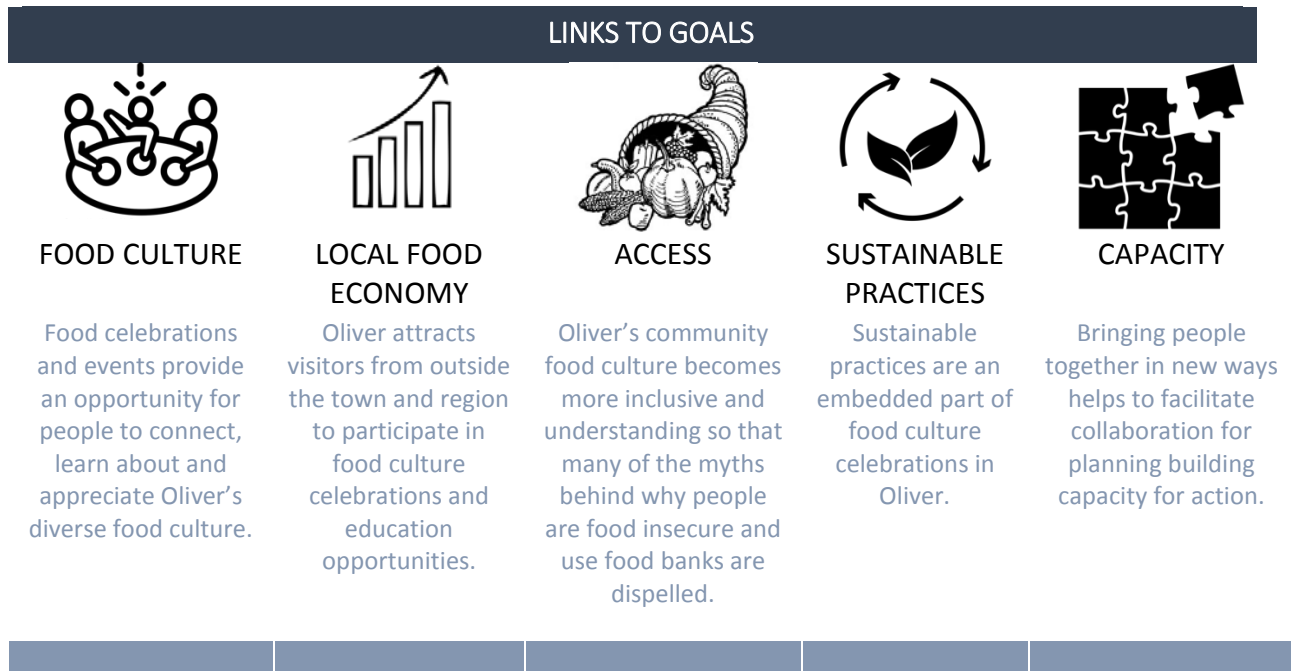 LINKS TO GOALS
FOOD CULTURE
Food celebrations
and events provide
an opportunity for
people to connect,
learn about and
appreciate Oliver’s
diverse food culture.
LOCAL FOOD
ECONOMY
Oliver attracts
visitors from outside
the town and region
to participate in
food culture
celebrations and
education
opportunities.
ACCESS
Oliver’s community
food culture becomes
more inclusive and
understanding so that
many of the myths
behind why people
are food insecure and
use food banks are
dispelled.
SUSTAINABLE
PRACTICES
Sustainable
practices are an
embedded part of
food culture
celebrations in
Oliver.
CAPACITY
Bringing people
together in new ways
helps to facilitate
collaboration for
planning building
capacity for action.